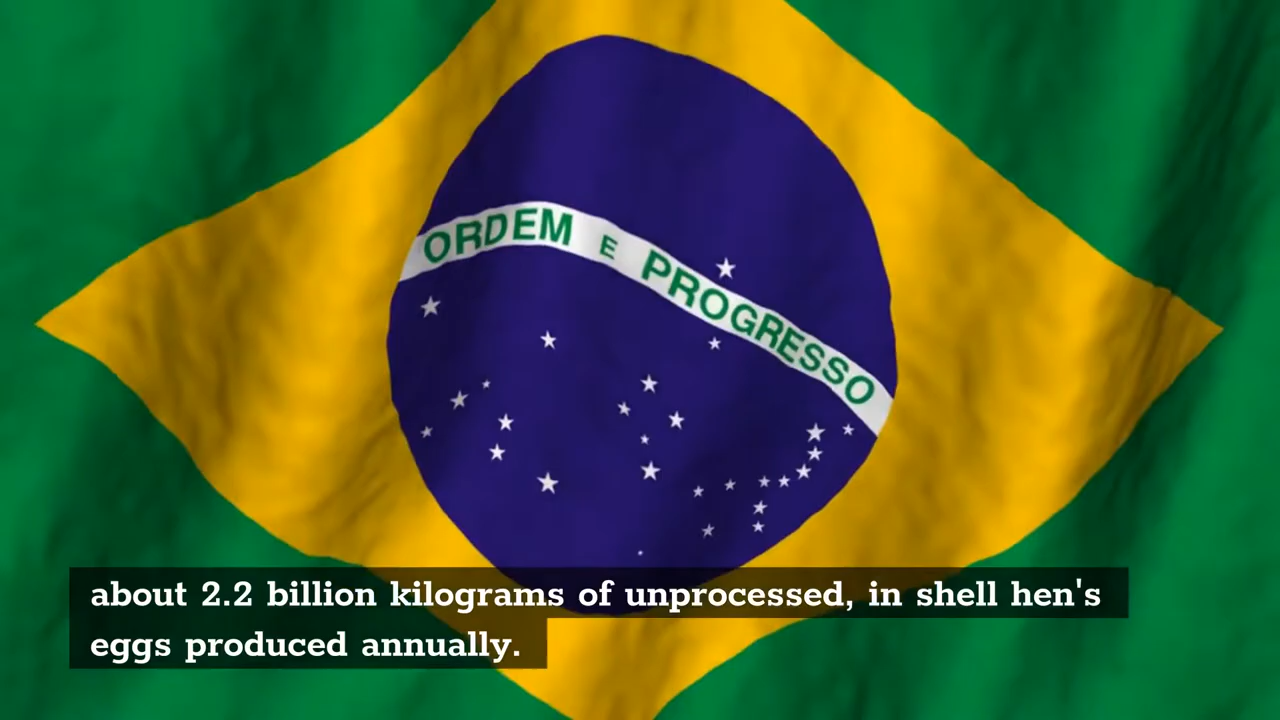 ORDEM E PROGRESSO
about 2.2 billion kilograms of unprocessed, in shell hen's
eggs produced annually.